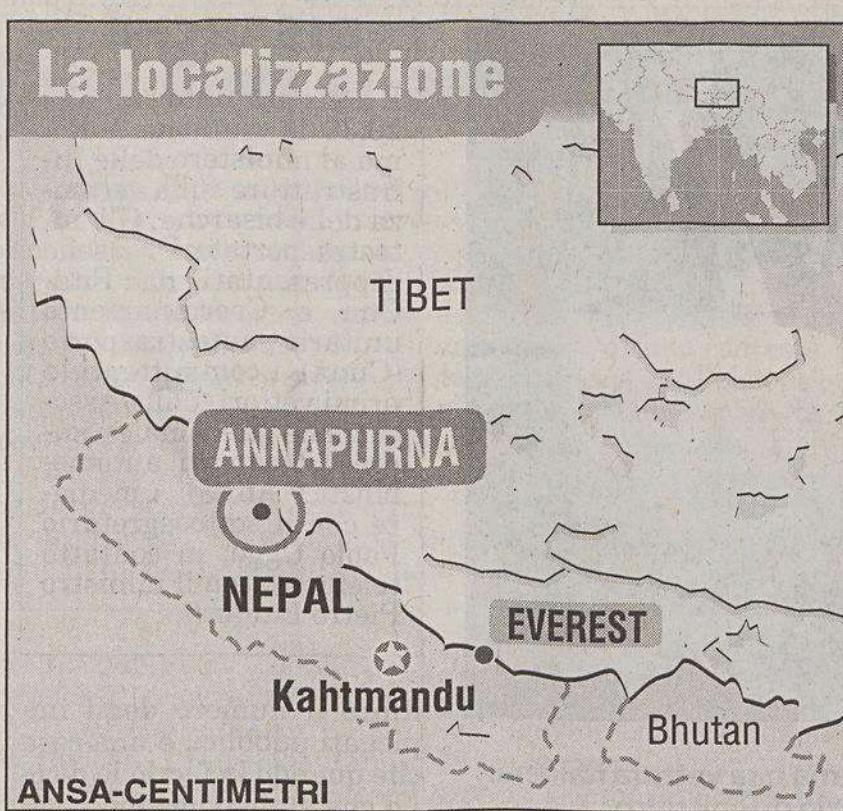 La localizzazione
TIBET
ANNAPURNA
NEPAL
EVEREST
Kahtmandu
Bhutan
ANSA-CENTIMETRI